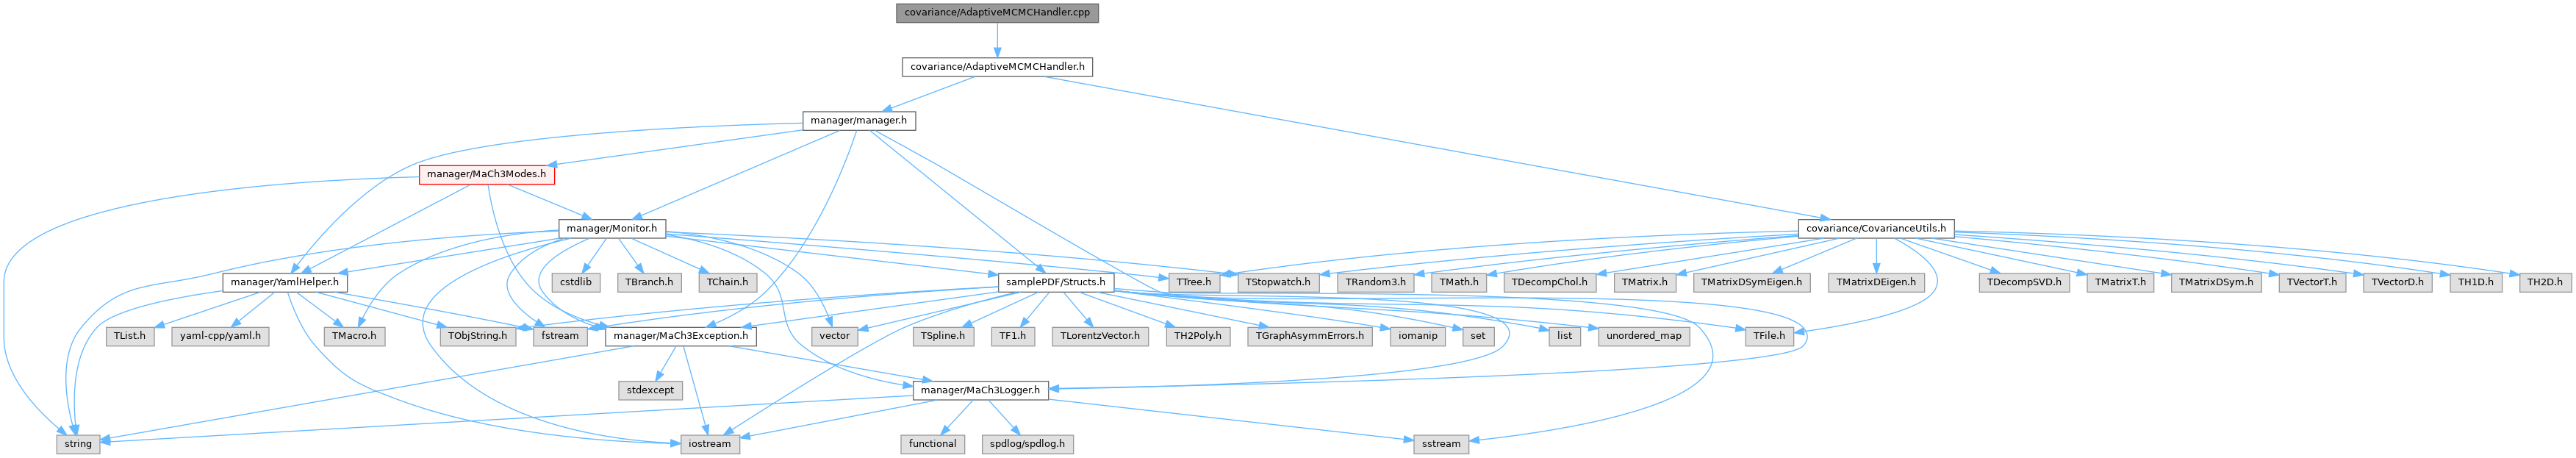 covariance/AdaptiveMCMCHandler.cpp
covariance/AdaptiveMCMCHandler.h
manager/manager.h
manager/MaCh3Modes.h
manager/Monitor.h
covariance/CovarianceUtils.h
manager/YamlHelper.h
cstdlib
TBranch.h
TChain.h
samplePDF/Structs.h
TTree.h
TStopwatch.h
TRandom3.h
TMath.h
TDecompChol.h
TMatrix.h
TMatrixDSymEigen.h
TMatrixDEigen.h
TDecompSVD.h
TMatrixT.h
TMatrixDSym.h
TVectorT.h
TVectorD.h
TH1D.h
TH2D.h
TList.h
yaml-cpp/yaml.h
TMacro.h
TObjString.h
fstream
manager/MaCh3Exception.h
vector
TSpline.h
TF1.h
TLorentzVector.h
TH2Poly.h
TGraphAsymmErrors.h
iomanip
set
list
unordered_map
TFile.h
stdexcept
manager/MaCh3Logger.h
string
iostream
functional
spdlog/spdlog.h
sstream